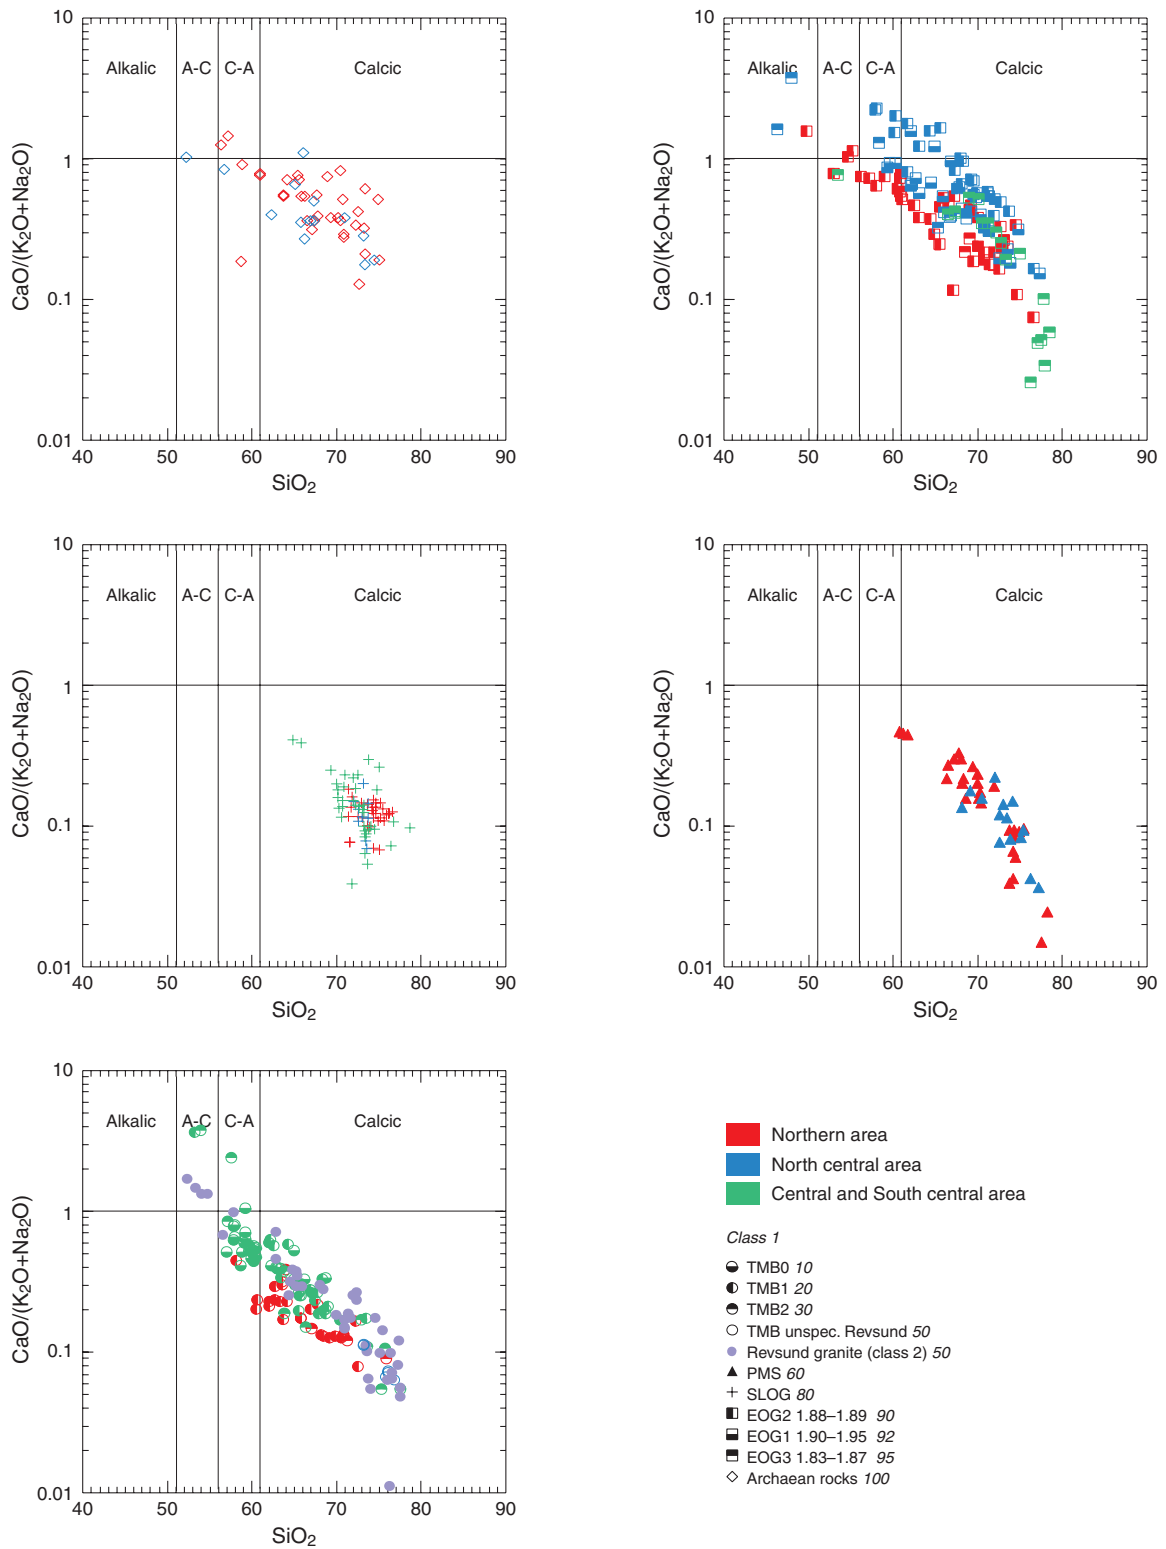 10
Alkalic A-C C-A Calcic
1
CaO/(K₂O+Na₂O)
0.1
0.01
40 50 60 70 80 90
SiO₂
10
Alkalic A-C C-A Calcic
1
CaO/(K₂O+Na₂O)
0.1
0.01
40 50 60 70 80 90
SiO₂
10
Alkalic A-C C-A Calcic
1
CaO/(K₂O+Na₂O)
0.1
0.01
40 50 60 70 80 90
SiO₂
10
Alkalic A-C C-A Calcic
1
CaO/(K₂O+Na₂O)
0.1
0.01
40 50 60 70 80 90
SiO₂
10
Alkalic A-C C-A Calcic
1
CaO/(K₂O+Na₂O)
0.1
0.01
40 50 60 70 80 90
SiO₂
Northern area
North central area
Central and South central area
Class 1
TMB0 10
TMB1 20
TMB2 30
TMB unspec. Revsund 50
Revsund granite (class 2) 50
PMS 60
SLOG 80
EOG2 1.88–1.89 90
EOG1 1.90–1.95 92
EOG3 1.83–1.87 95
Archaean rocks 100